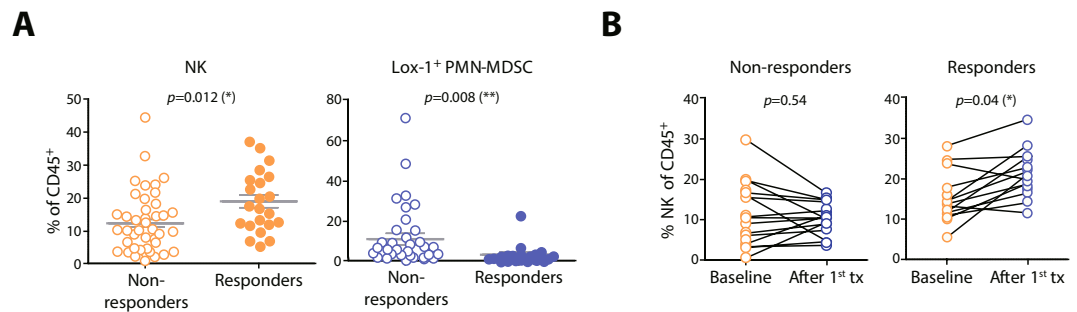 A
NK
p=0.012 (*)
% of CD45+
50
40
30
20
10
0
Non-
responders
Responders
Lox-1+ PMN-MDSC
p=0.008 (**)
80
60
40
20
0
Non-
responders
Responders
B
Non-responders
p=0.54
% NK of CD45+
40
30
20
10
0
Baseline
After 1st tx
Responders
p=0.04 (*)
40
30
20
10
0
Baseline
After 1st tx